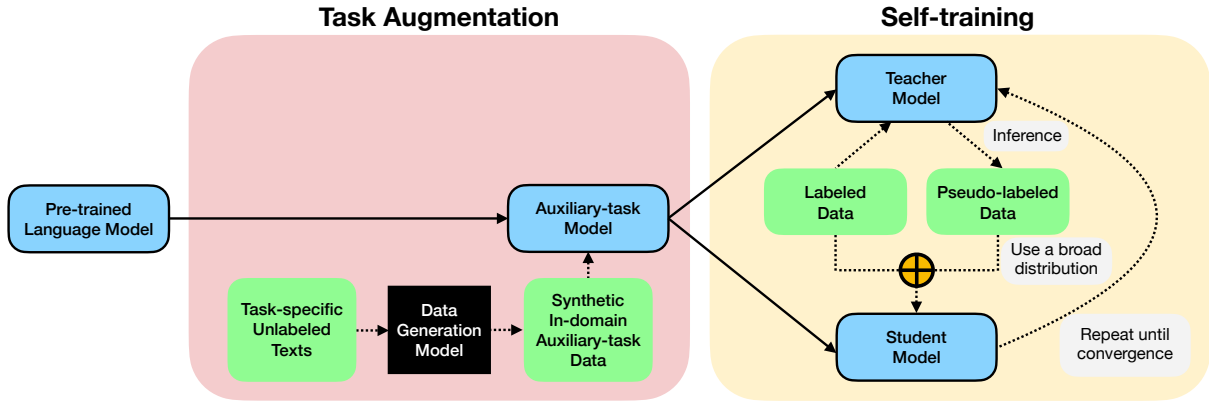 Task Augmentation
Self-training
Pre-trained
Language Model
Auxiliary-task
Model
Task-specific
Unlabeled
Texts
Data
Generation
Model
Synthetic
In-domain
Auxiliary-task
Data
Teacher
Model
Inference
Labeled
Data
Pseudo-labeled
Data
Use a broad
distribution
Student
Model
Repeat until
convergence